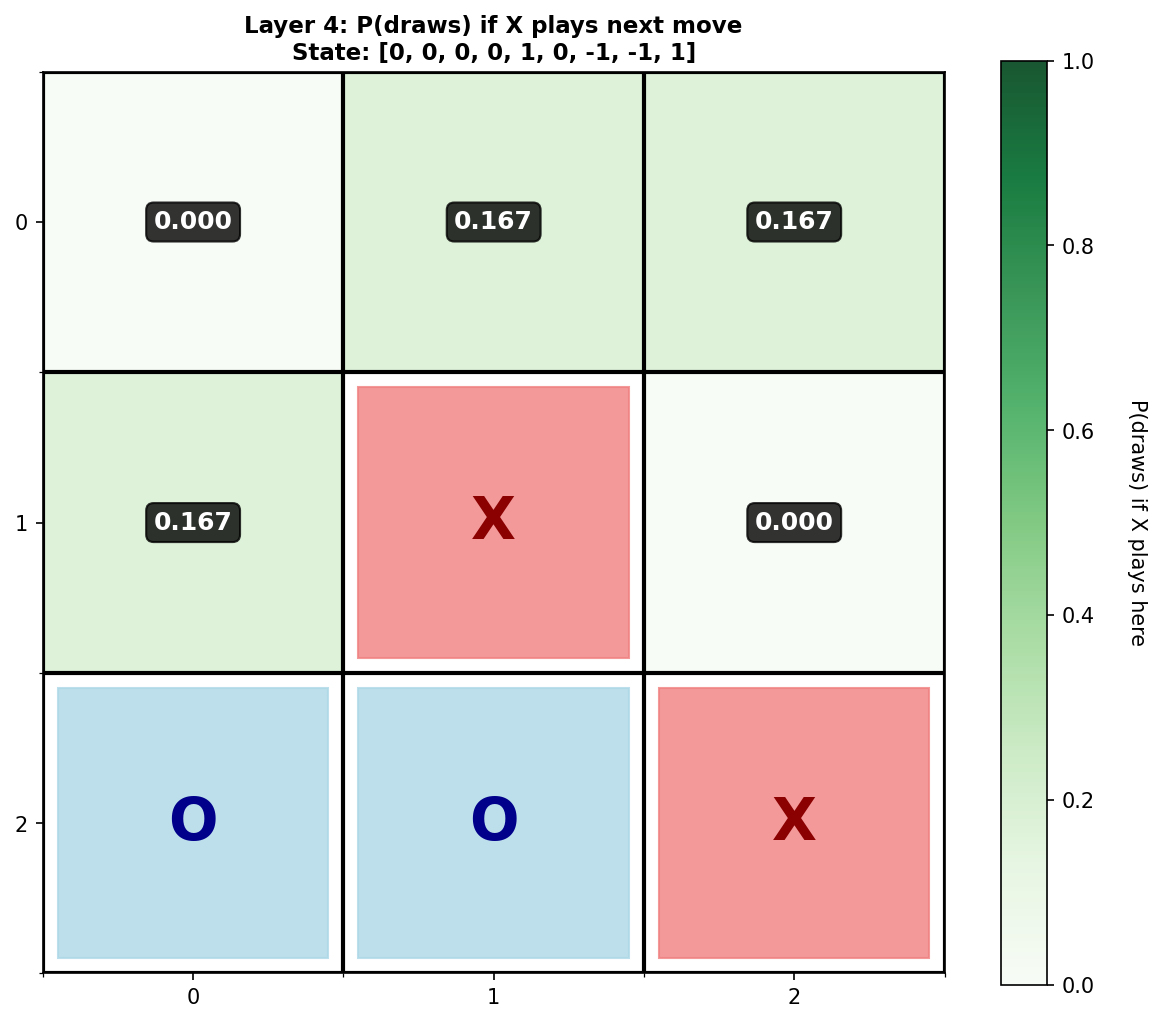 Layer 4: P(draws) if X plays next move
State: [0, 0, 0, 0, 1, 0, -1, -1, 1]
0.000
0.167
0.167
0.167
X
0.000
O
O
X
0
1
2
0
1
2
1.0
0.8
0.6
0.4
0.2
0.0
P(draws) if X plays here